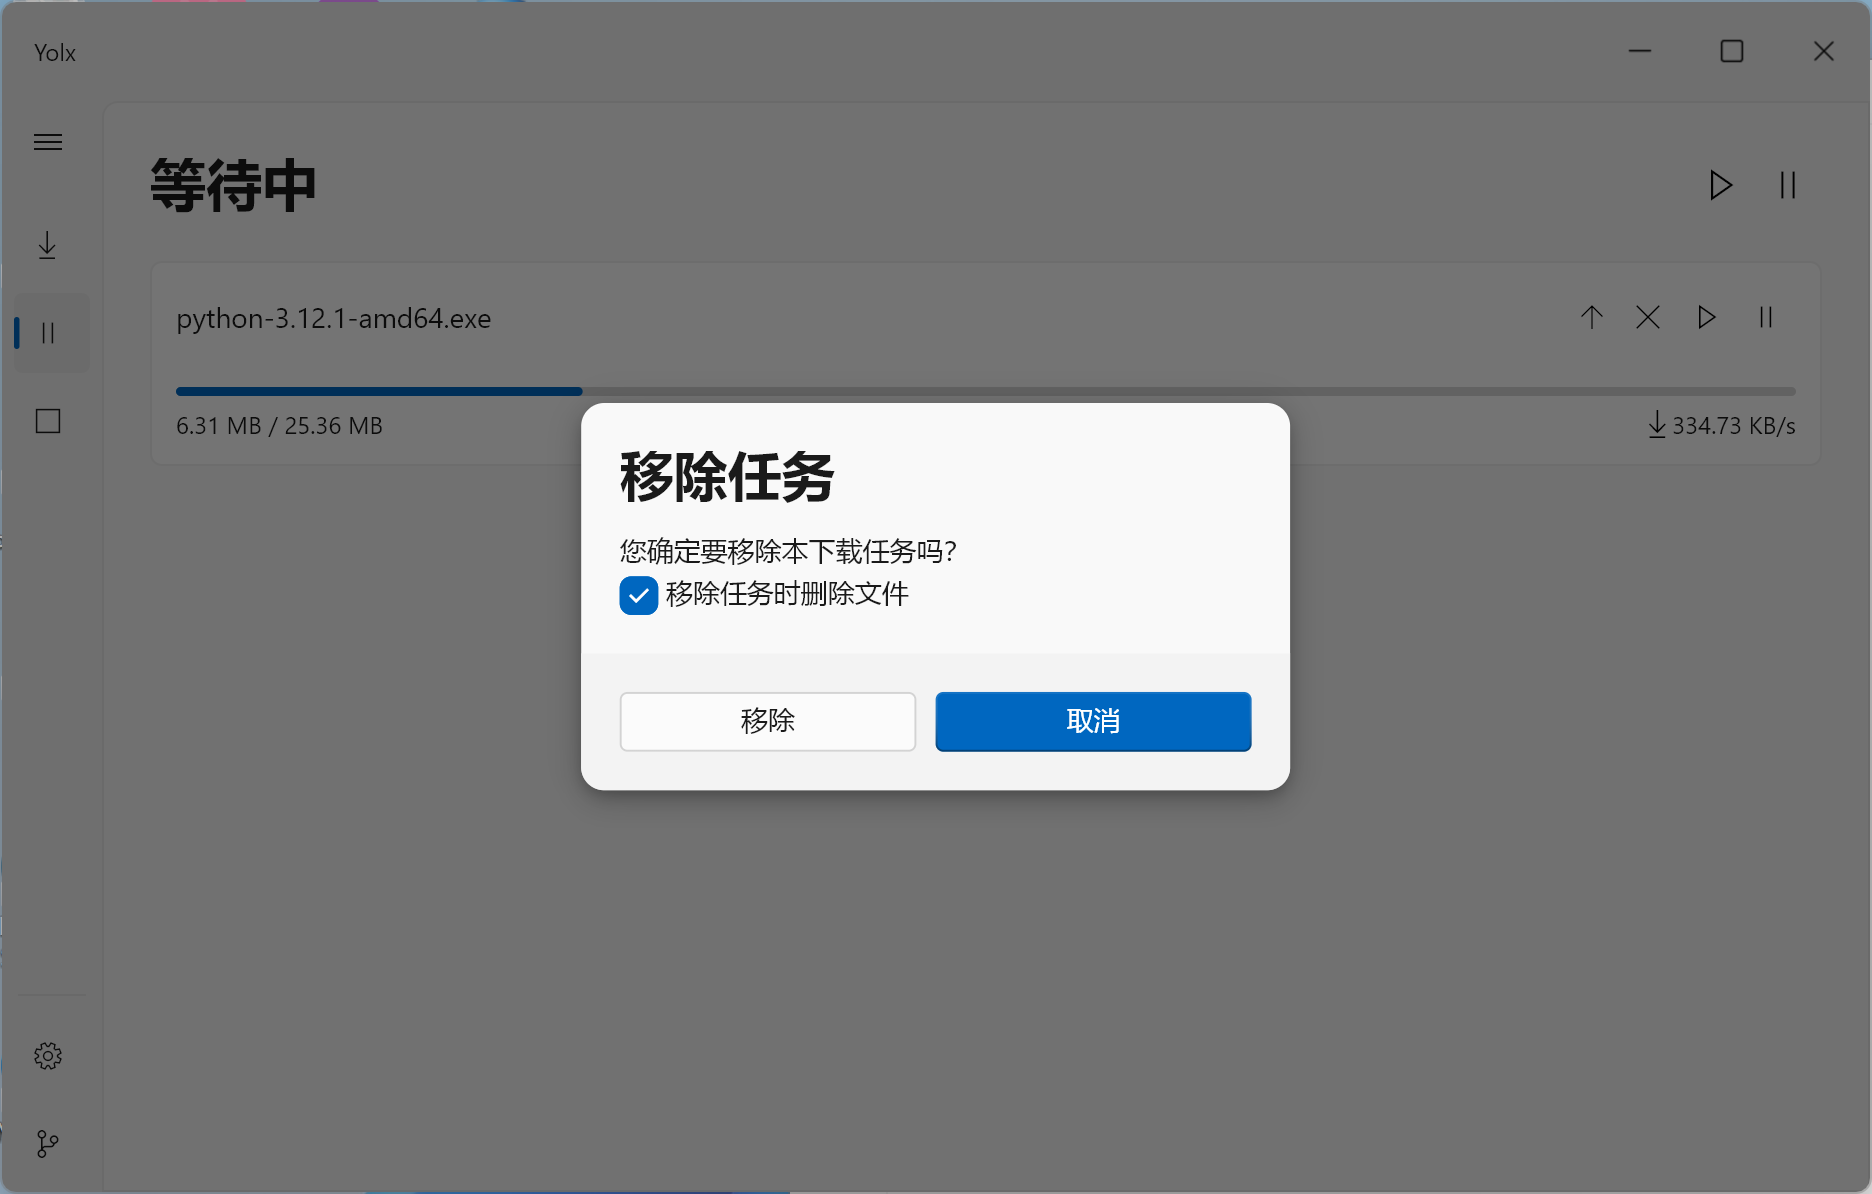 Yolx
等待中
python-3.12.1-amd64.exe
6.31 MB / 25.36 MB
334.73 KB/s
移除任务
您确定要移除本下载任务吗?
移除任务时删除文件
移除
取消